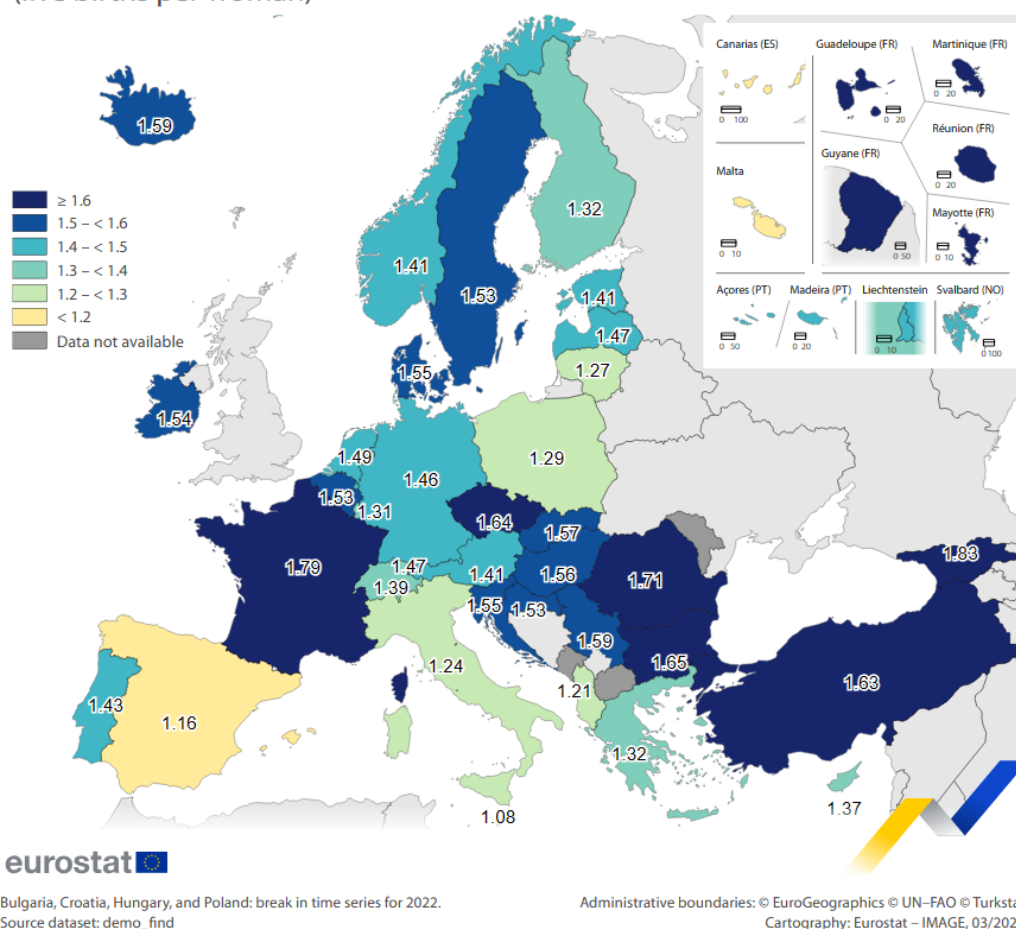 Canarias (ES)
0 100
Guadeloupe (FR)
0 20
Martinique (FR)
0 20
Réunion (FR)
0 20
Guyane (FR)
0 50
Malta
0 10
Mayotte (FR)
0 10
Açores (PT)
0 50
Madeira (PT)
0 20
Liechtenstein
0 10
Svalbard (NO)
0 100
≥ 1.6
1.5 – < 1.6
1.4 – < 1.5
1.3 – < 1.4
1.2 – < 1.3
< 1.2
Data not available
1.59
1.32
1.41
1.53
1.41
1.47
1.27
1.55
1.54
1.49
1.46
1.29
1.53
1.31
1.64
1.57
1.79
1.47
1.41
1.56
1.71
1.83
1.39
1.55
1.53
1.59
1.65
1.63
1.24
1.21
1.43
1.16
1.32
1.37
1.08
eurostat
Bulgaria, Croatia, Hungary, and Poland: break in time series for 2022.
Source dataset: demo_find
Administrative boundaries: © EuroGeographics © UN–FAO ©
Cartography: Eurostat – IMAGE,